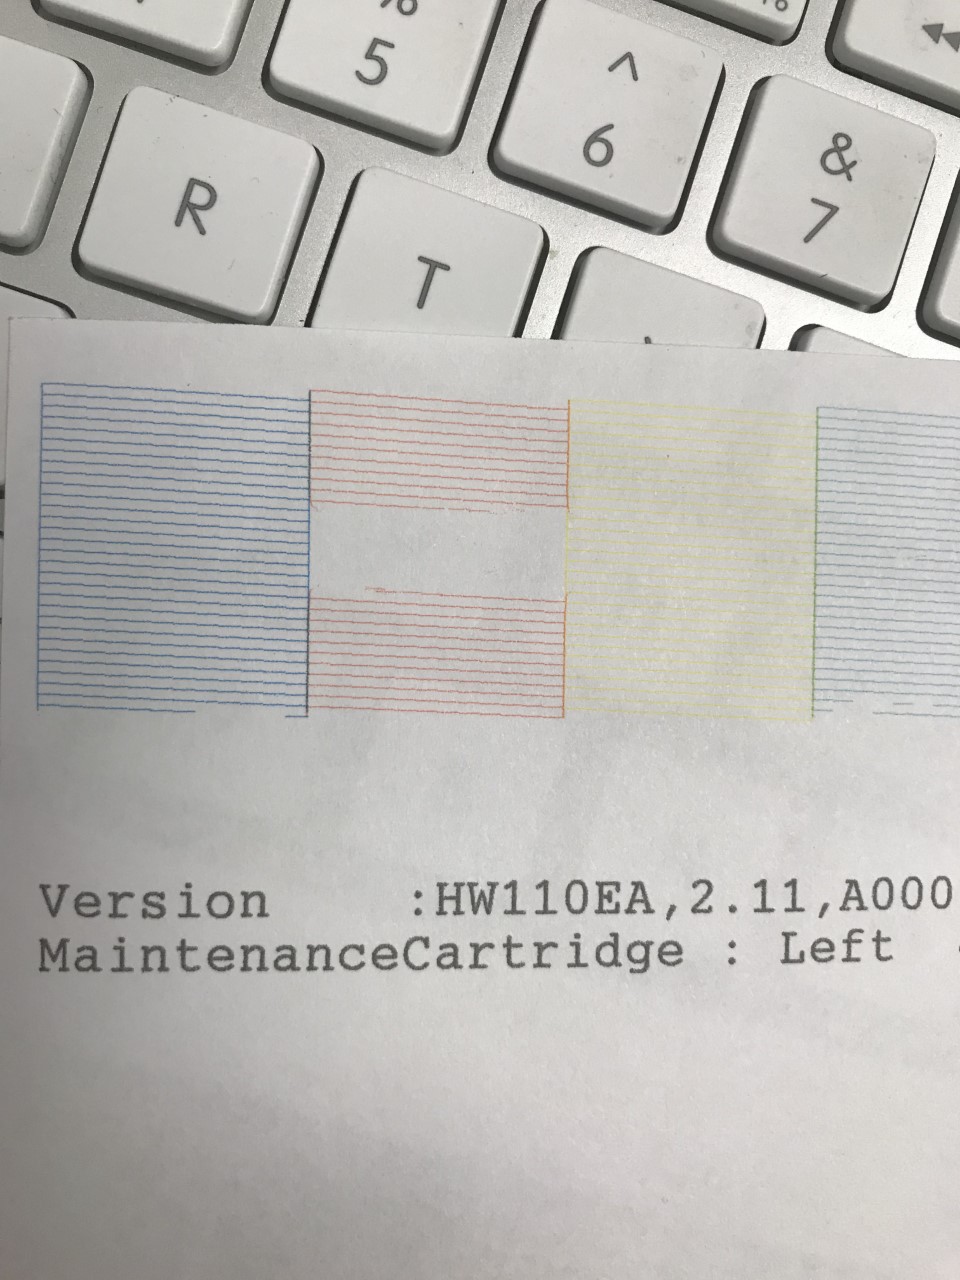 %
5
^
6
&
7
R
T
Version :HW110EA,2.11,A000
MaintenanceCartridge : Left